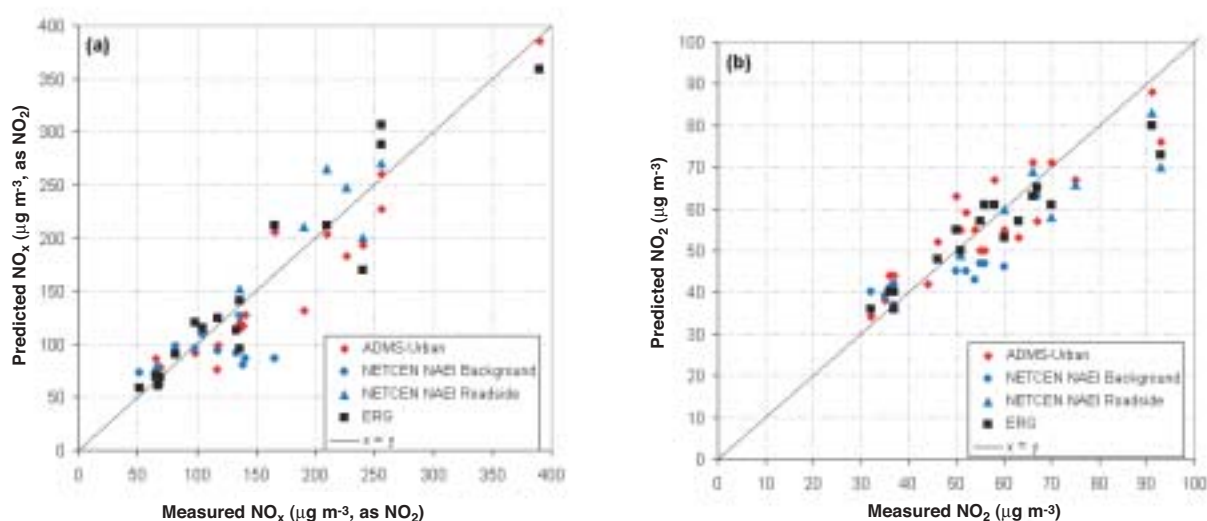 (a)
Predicted NOₓ (µg m⁻³, as NO₂)
400
350
300
250
200
150
100
50
0
0 50 100 150 200 250 300 350 400
Measured NOₓ (µg m⁻³, as NO₂)
ADMS-Urban
NETCEN NAEI Background
NETCEN NAEI Roadside
ERG
x = y
(b)
Predicted NO₂ (µg m⁻³)
100
90
80
70
60
50
40
30
20
10
0
0 10 20 30 40 50 60 70 80 90 100
Measured NO₂ (µg m⁻³)
ADMS-Urban
NETCEN NAEI Background
NETCEN NAEI Roadside
ERG
x = y